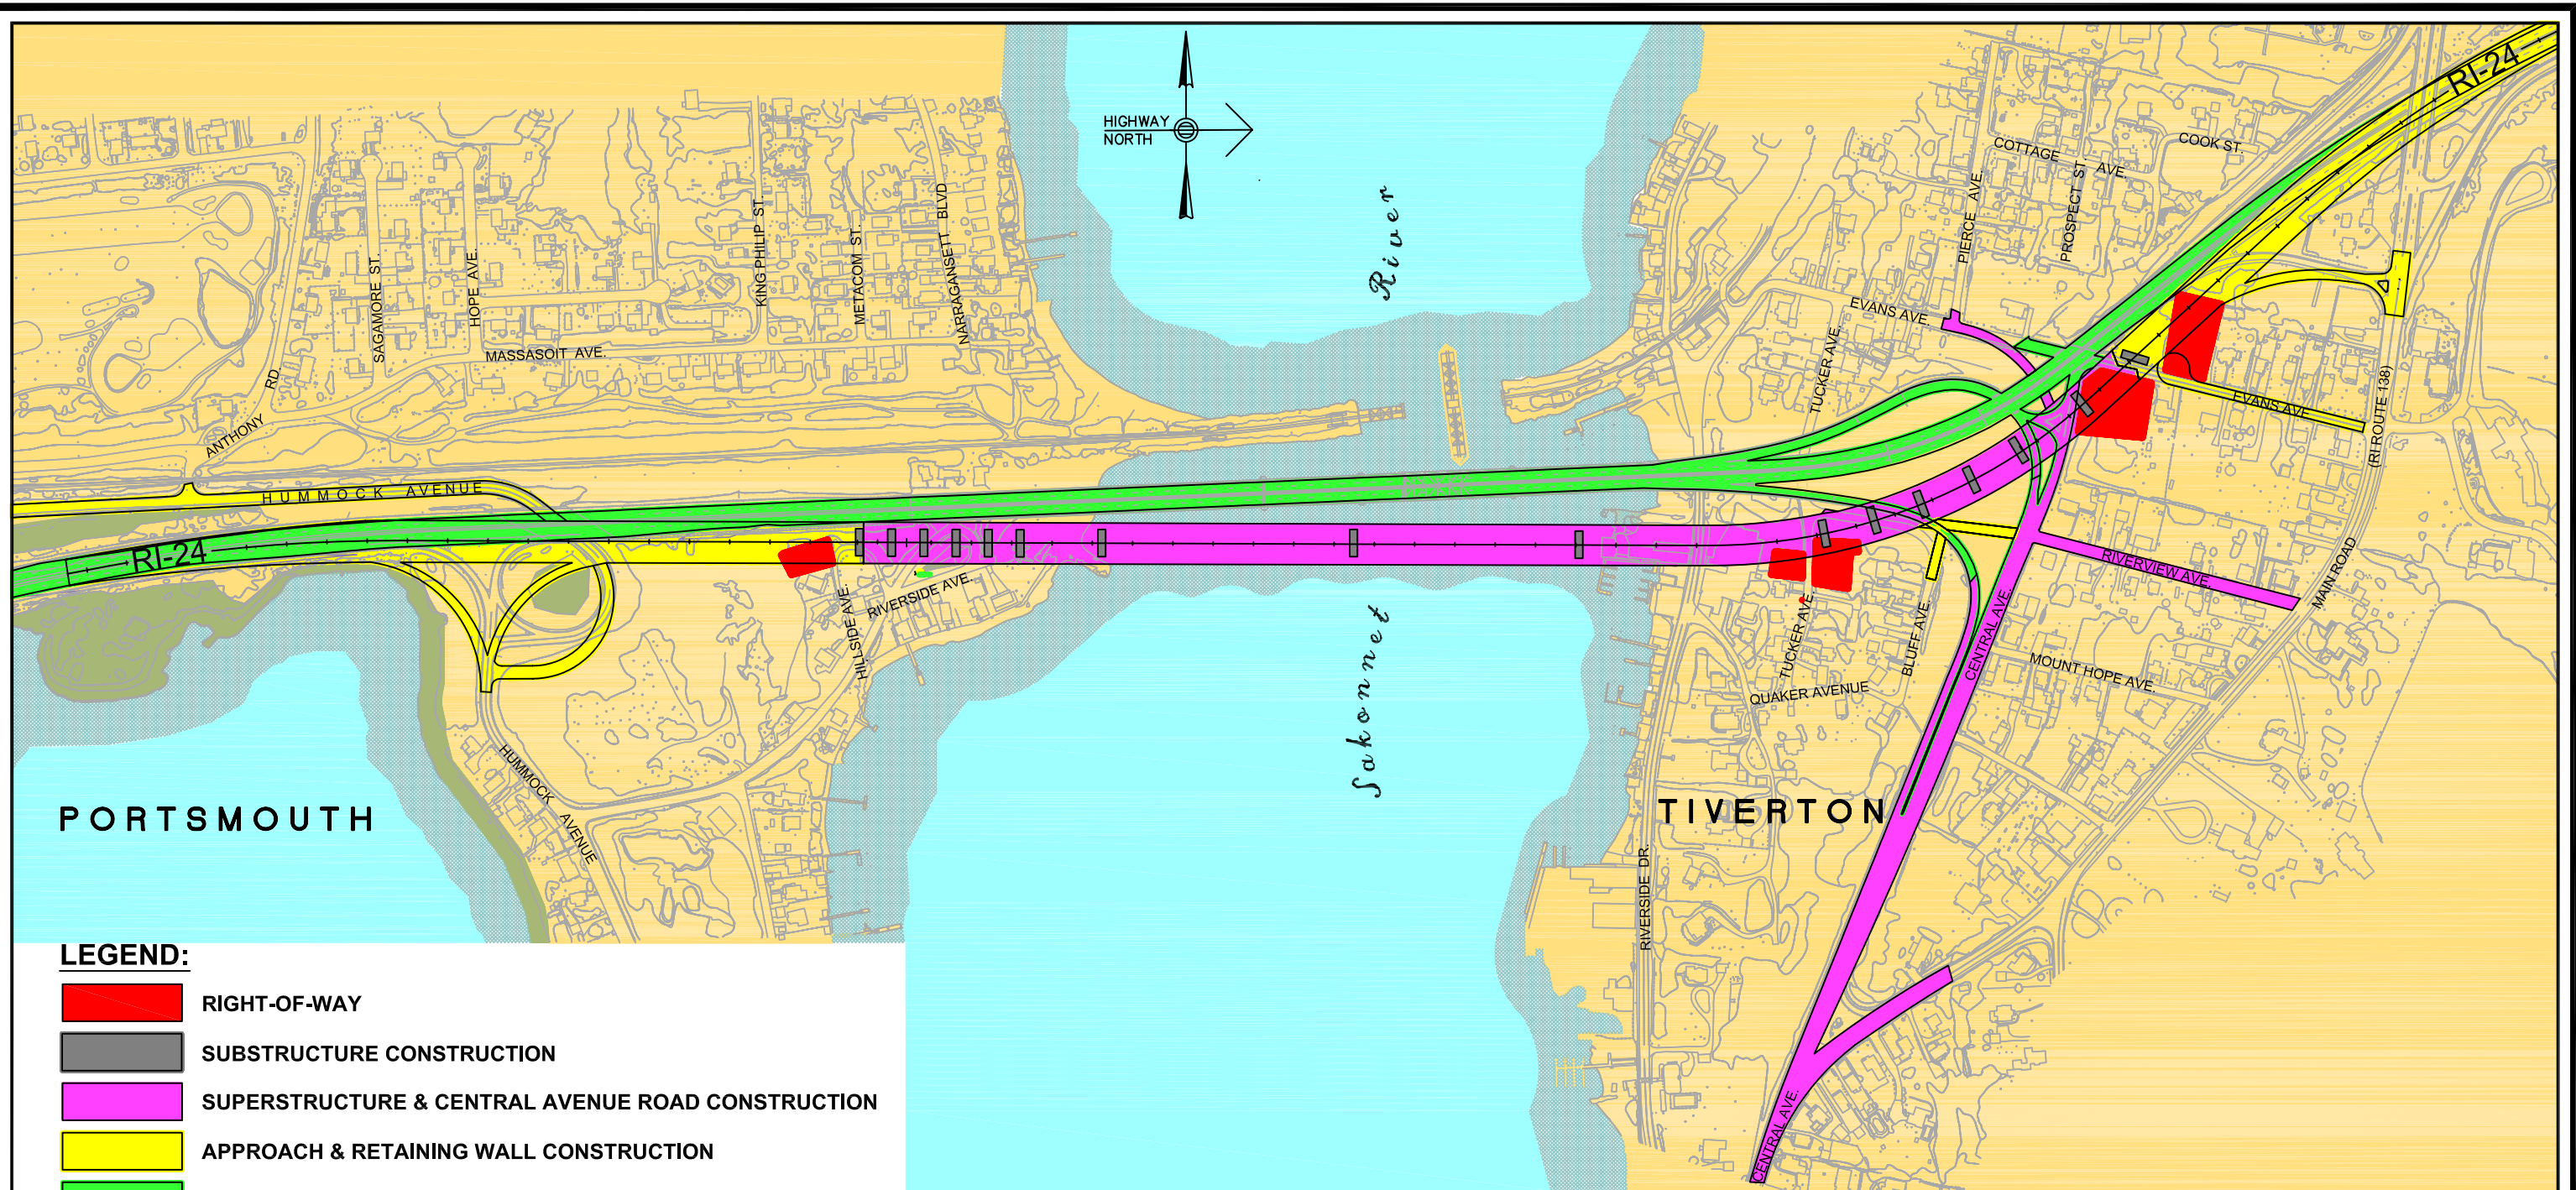 RI-24
HIGHWAY
NORTH
River
COOK ST.
COTTAGE AVE.
PIERCE AVE.
PROSPECT ST.
SAGAMORE ST.
HOPE AVE.
KING PHILIP ST.
METACOM ST.
NARRAGANSETT BLVD
MASSASOIT AVE.
ANTHONY RD.
EVANS AVE.
TUCKER AVE.
EVANS AVE.
(RI ROUTE 138)
HUMMOCK AVENUE
RI-24
HILLSIDE AVE.
RIVERSIDE AVE.
Sakonnet
TUCKER AVE.
BLUFF AVE.
CENTRAL AVE.
RIVERVIEW AVE.
MAIN ROAD
MOUNT HOPE AVE.
QUAKER AVENUE
HUMMOCK AVENUE
PORTSMOUTH
TIVERTON
RIVERSIDE DR.
CENTRAL AVE.
LEGEND:
RIGHT-OF-WAY
SUBSTRUCTURE CONSTRUCTION
SUPERSTRUCTURE & CENTRAL AVENUE ROAD CONSTRUCTION
APPROACH & RETAINING WALL CONSTRUCTION